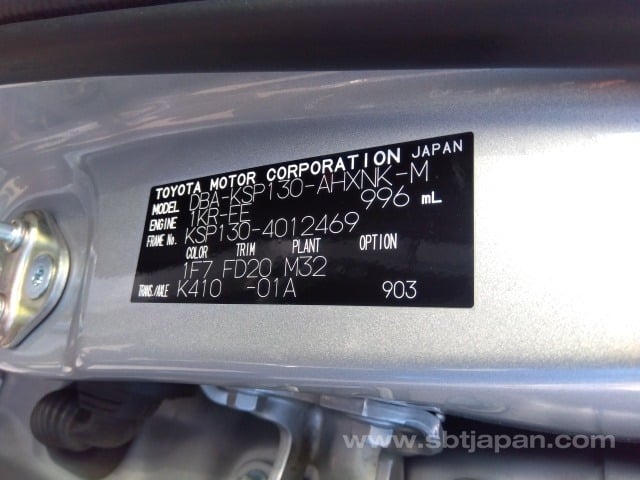 TOYOTA MOTOR CORPORATION JAPAN
MODEL DBA-KSP130-AHXNK-M
ENGINE 1KR-FE 996 mL
FRAME No. KSP130-4012469
COLOR TRIM PLANT OPTION
1F7 FD20 M32
TRANS./AXLE K410 -01A 903
www.sbtjapan.com